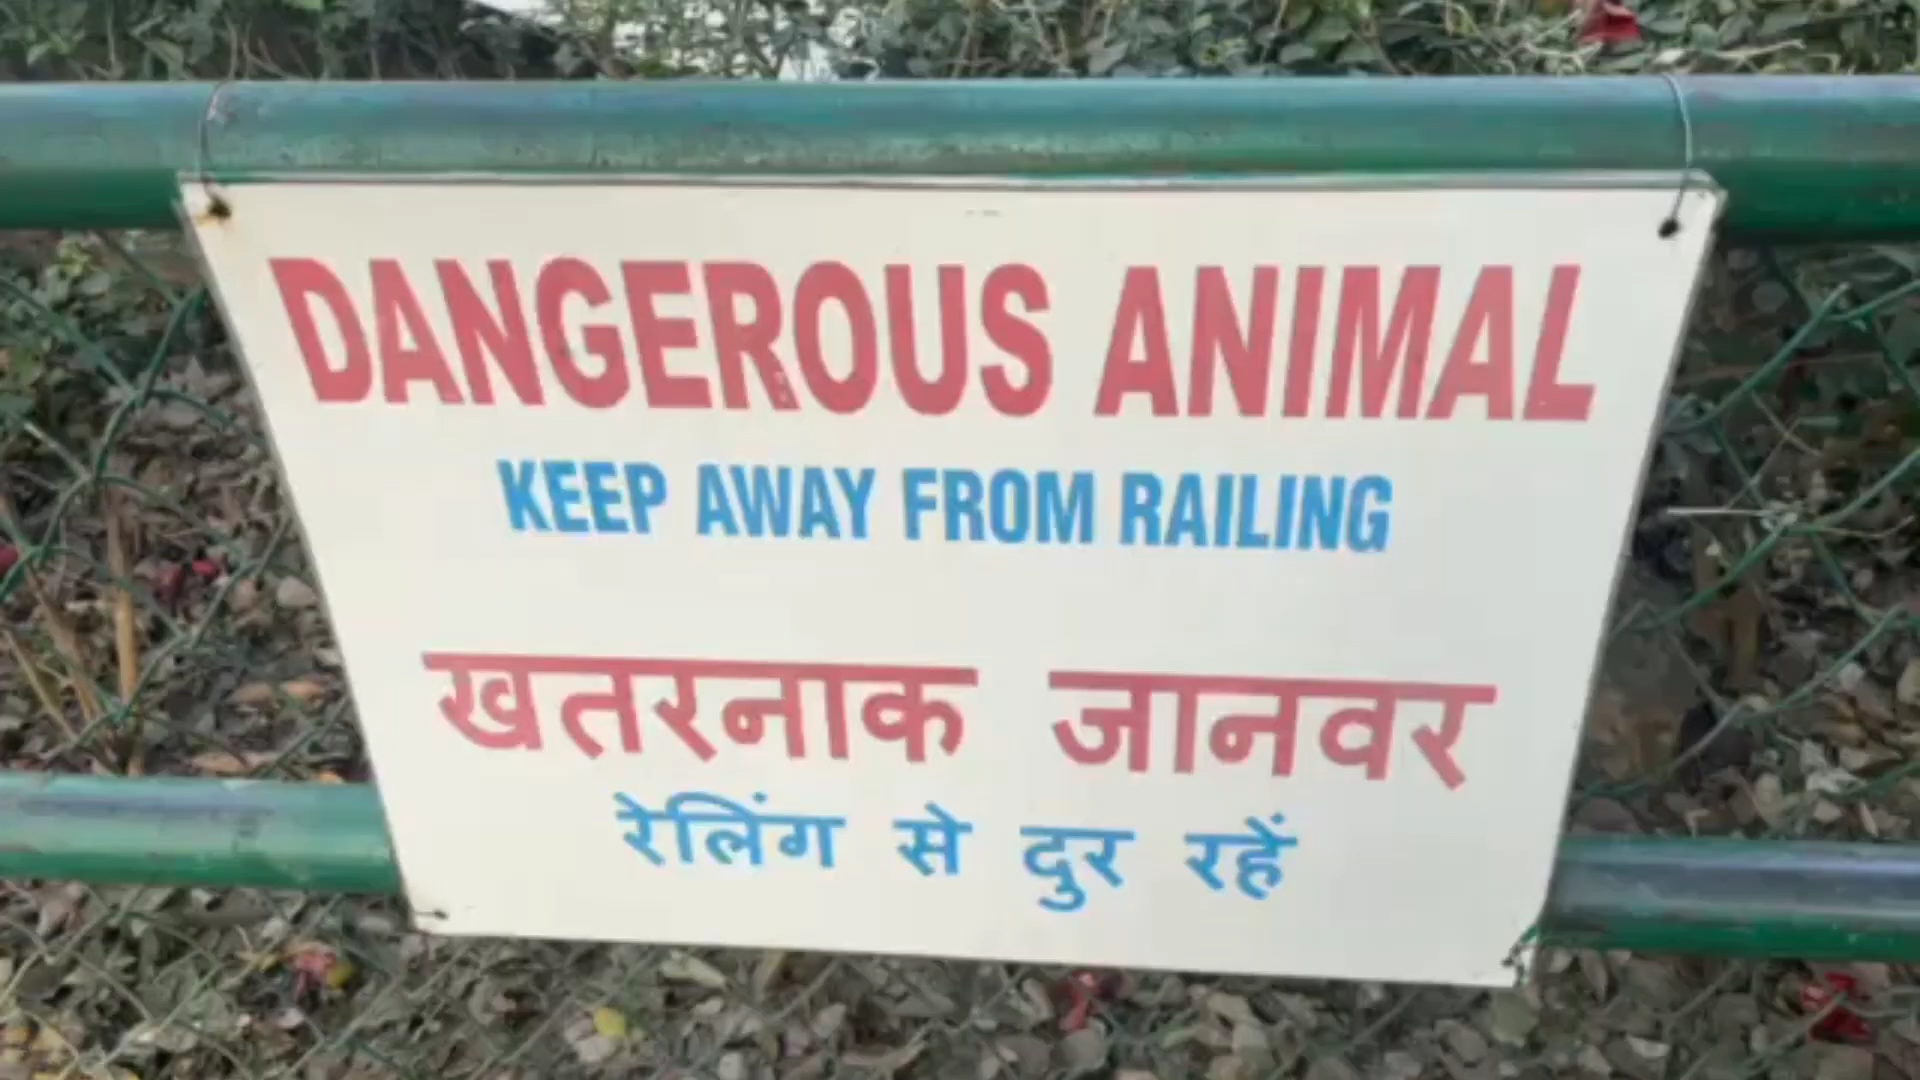 DANGEROUS ANIMAL
KEEP AWAY FROM RAILING
खतरनाक जानवर
रेलिंग से दुर रहें